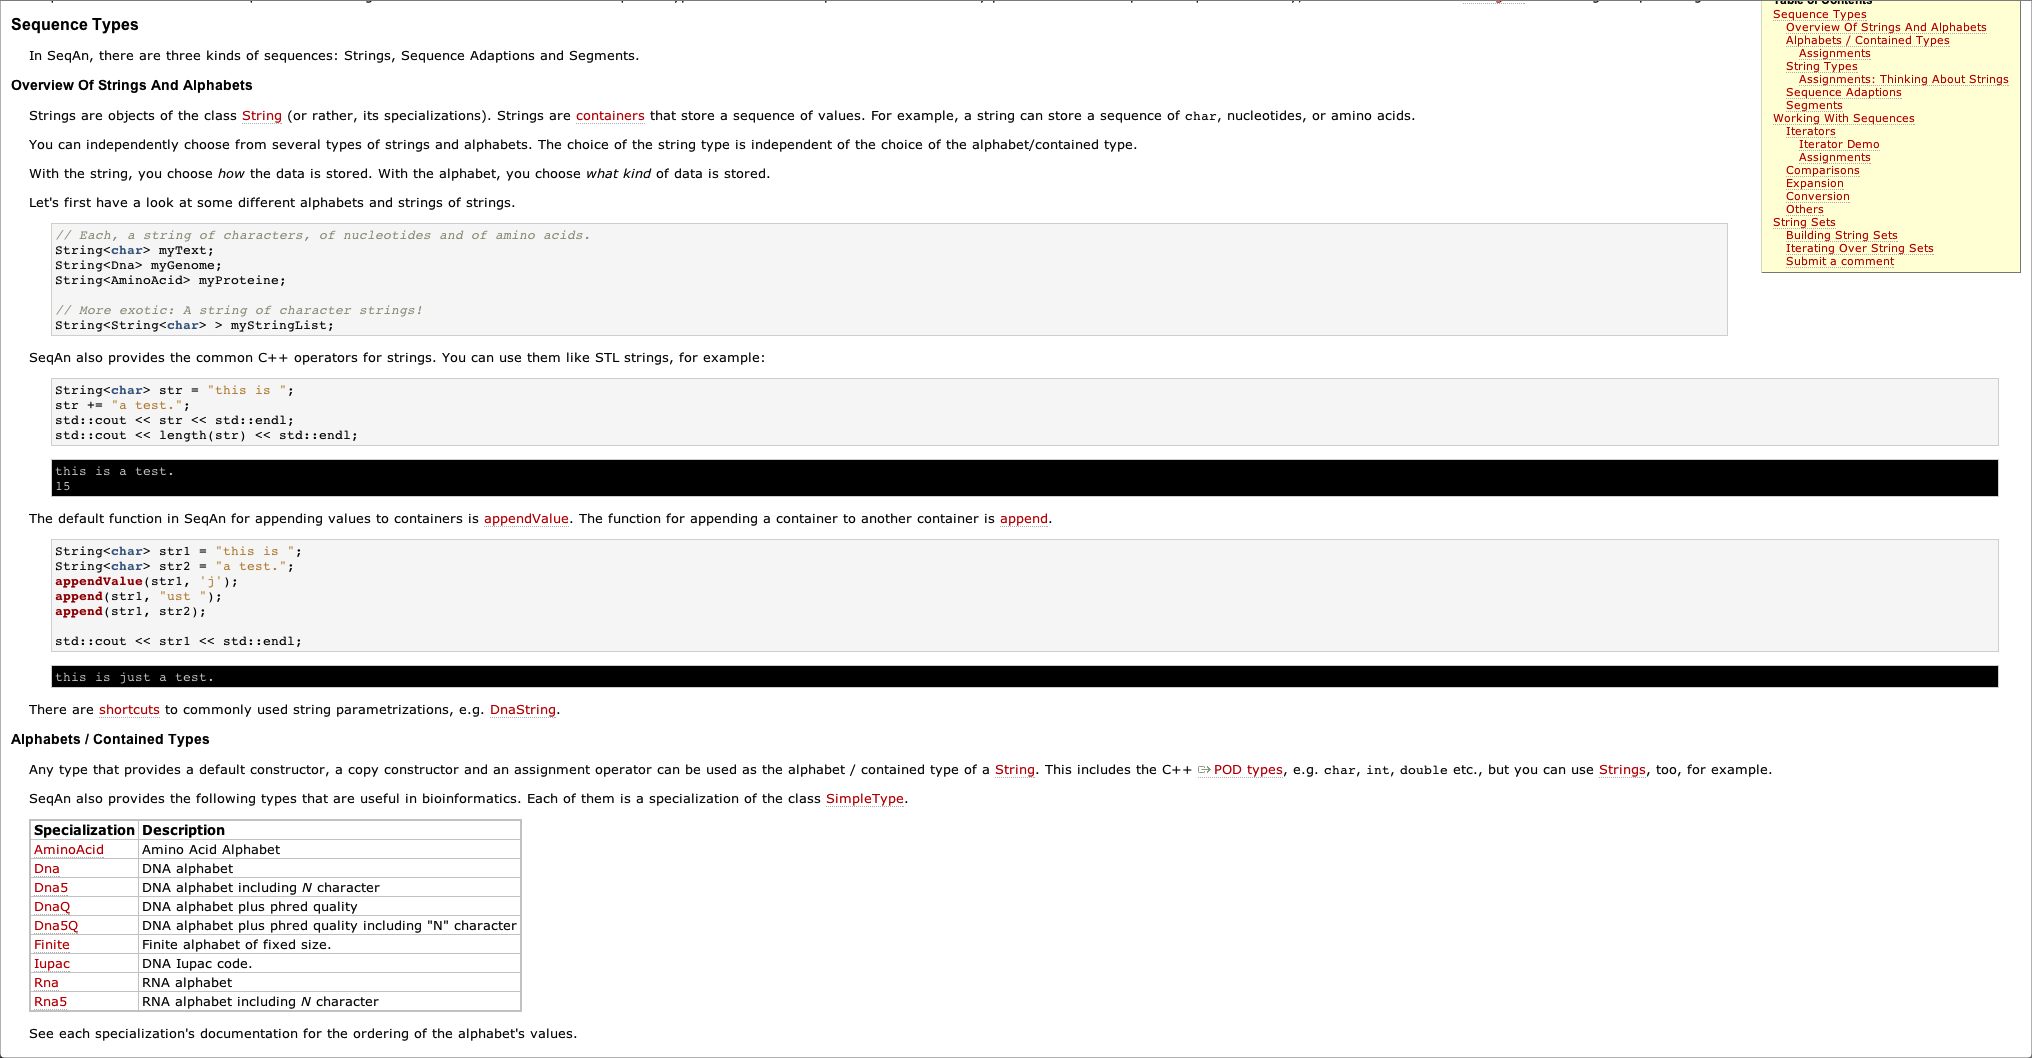 Sequence Types
In SeqAn, there are three kinds of sequences: Strings, Sequence Adaptions and Segments.
Overview Of Strings And Alphabets
Strings are objects of the class String (or rather, its specializations). Strings are containers that store a sequence of values. For example, a string can store a sequence of char, nucleotides, or amino acids.
You can independently choose from several types of strings and alphabets. The choice of the string type is independent of the choice of the alphabet/contained type.
With the string, you choose how the data is stored. With the alphabet, you choose what kind of data is stored.
Let's first have a look at some different alphabets and strings of strings.
// Each, a string of characters, of nucleotides and of amino acids.
String<char> myText;
String<Dna> myGenome;
String<AminoAcid> myProteine;
// More exotic: A string of character strings!
String<String<char> > myStringList;
SeqAn also provides the common C++ operators for strings. You can use them like STL strings, for example:
String<char> str = "this is ";
str += "a test.";
std::cout << str << std::endl;
std::cout << length(str) << std::endl;
this is a test.
15
The default function in SeqAn for appending values to containers is appendValue. The function for appending a container to another container is append.
String<char> str1 = "this is ";
String<char> str2 = "a test.";
appendValue(str1, 'j');
append(str1, "ust ");
append(str1, str2);
std::cout << str1 << std::endl;
this is just a test.
There are shortcuts to commonly used string parametrizations, e.g. DnaString.
Alphabets / Contained Types
Any type that provides a default constructor, a copy constructor and an assignment operator can be used as the alphabet / contained type of a String. This includes the C++ POD types, e.g. char, int, double etc., but you can use Strings, too, for example.
SeqAn also provides the following types that are useful in bioinformatics. Each of them is a specialization of the class SimpleType.
Specialization Description
AminoAcid Amino Acid Alphabet
Dna DNA alphabet
Dna5 DNA alphabet including N character
DnaQ DNA alphabet plus phred quality
Dna5Q DNA alphabet plus phred quality including "N" character
Finite Finite alphabet of fixed size.
Iupac DNA Iupac code.
Rna RNA alphabet
Rna5 RNA alphabet including N character
See each specialization's documentation for the ordering of the alphabet's values.
Table of Contents
Sequence Types
Overview Of Strings And Alphabets
Alphabets / Contained Types
Assignments
String Types
Assignments: Thinking About Strings
Sequence Adaptions
Segments
Working With Sequences
Iterators
Iterator Demo
Assignments
Comparisons
Expansion
Conversion
Others
String Sets
Building String Sets
Iterating Over String Sets
Submit a comment